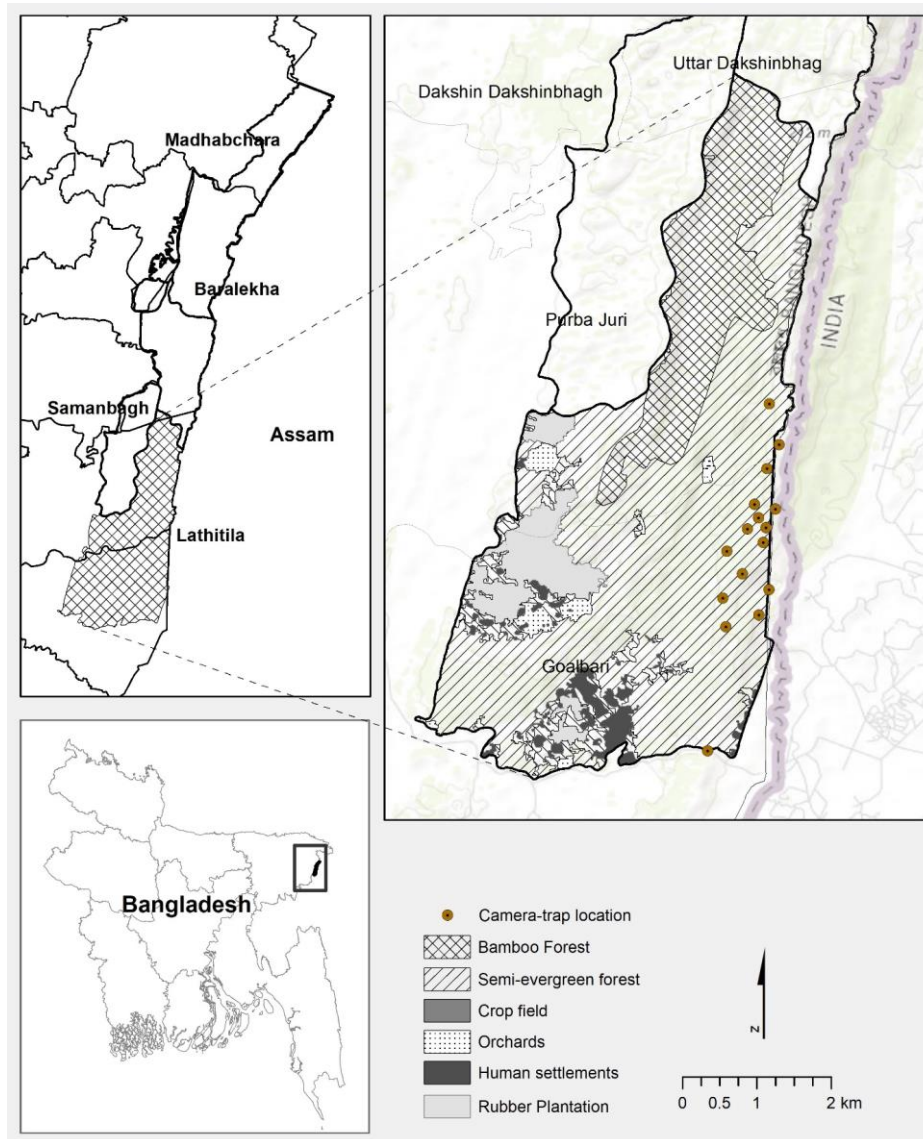 Madhabchara
Baralekha
Samanbagh
Assam
Lathitila
Uttar Dakshinbhag
Dakshin Dakshinbhagh
Purba Juri
INDIA
Goalbari
Bangladesh
Camera-trap location
Bamboo Forest
Semi-evergreen forest
Crop field
Orchards
Human settlements
Rubber Plantation
N
0 0.5 1 2 km